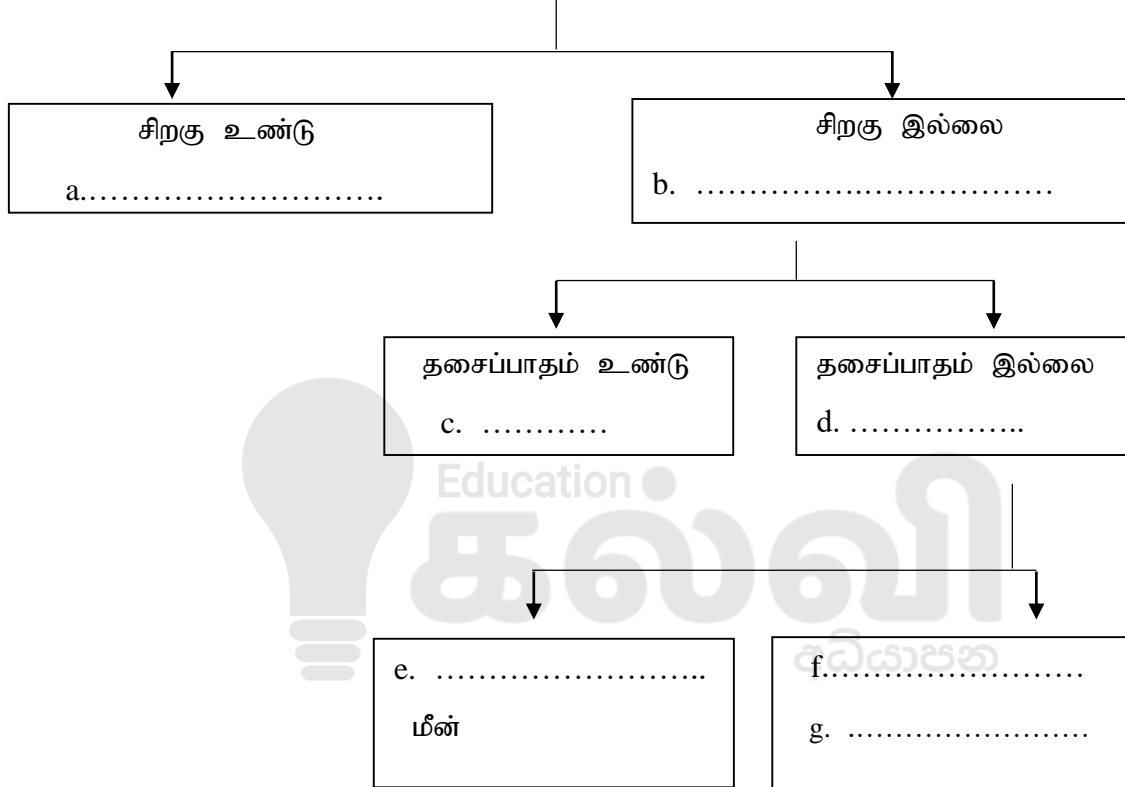 சிறகு உண்டு
a.………………………….
சிறகு இல்லை
b. …………….………………
தசைப்பாதம் உண்டு
c. …………
தசைப்பாதம் இல்லை
d. ……………..
Education
கல்வி
අධ්‍යාපන
e. ………………………..
மீன்
f.……………………
g. .……………………